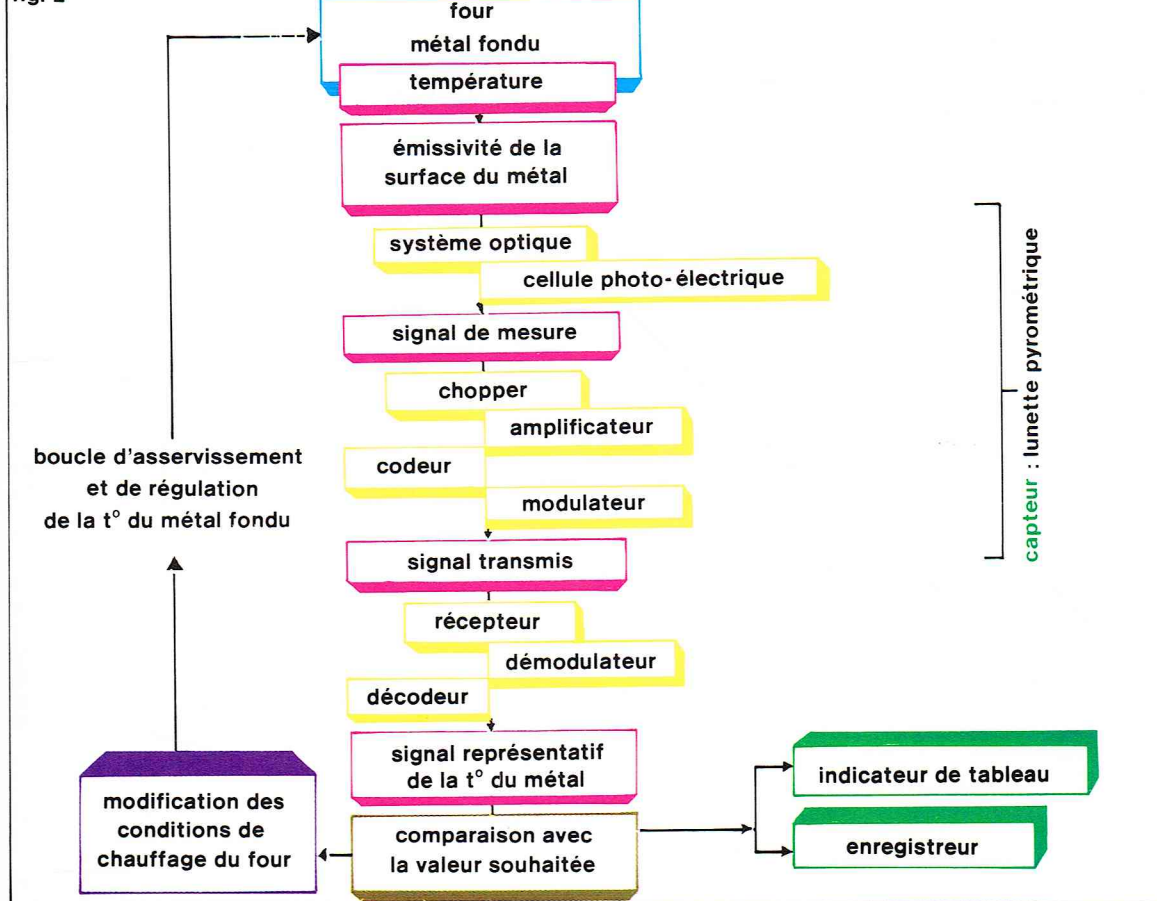 fig. 2
four
métal fondu
température
émissivité de la
surface du métal
système optique
cellule photo-électrique
signal de mesure
chopper
amplificateur
codeur
modulateur
signal transmis
récepteur
démodulateur
décodeur
signal représentatif
de la t° du métal
comparaison avec
la valeur souhaitée
modification des
conditions de
chauffage du four
boucle d'asservissement
et de régulation
de la t° du métal fondu
indicateur de tableau
enregistreur
capteur : lunette pyrométrique